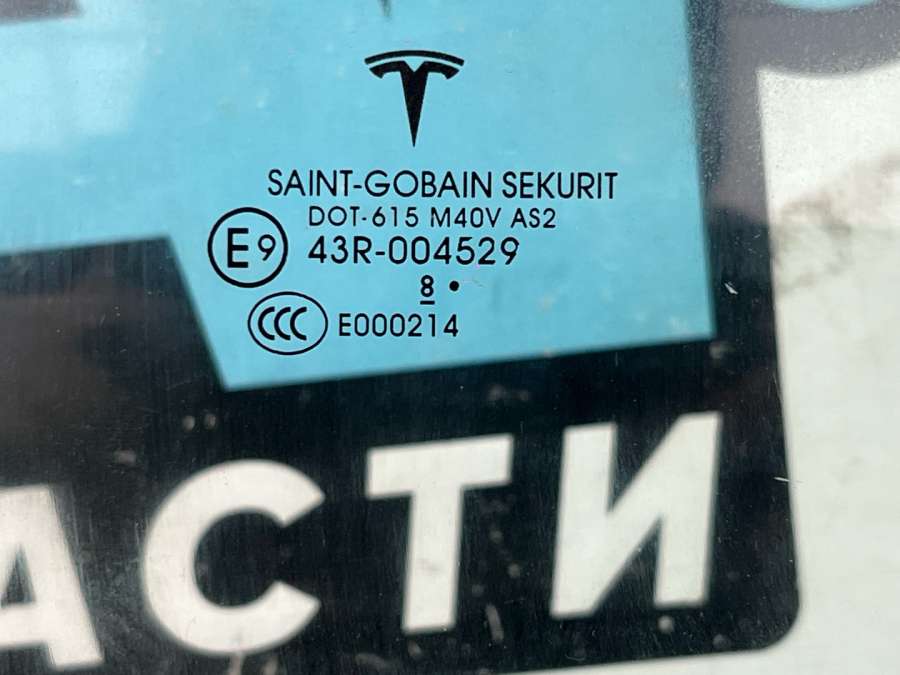 SAINT-GOBAIN SEKURIT
DOT-615 M40V AS2
E9 43R-004529
8 •
CCC E000214
АСТИ